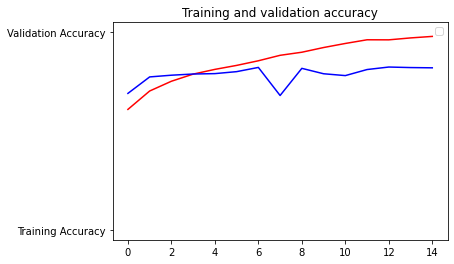 Training and validation accuracy
Validation Accuracy
Training Accuracy
0 2 4 6 8 10 12 14